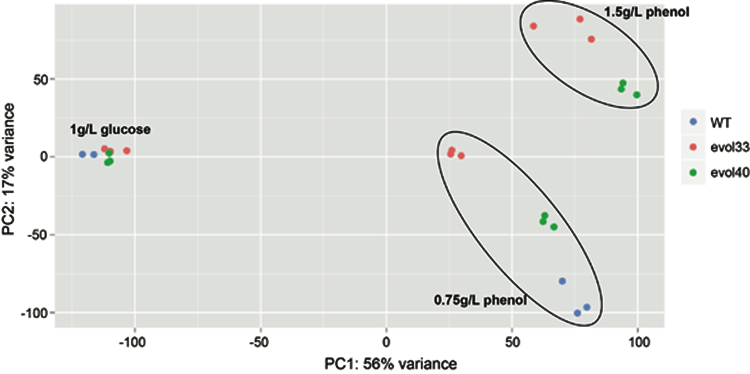 1.5g/L phenol
50
1g/L glucose
WT
0
evol33
evol40
PC2: 17% variance
-50
0.75g/L phenol
-100
-100 -50 0 50 100
PC1: 56% variance